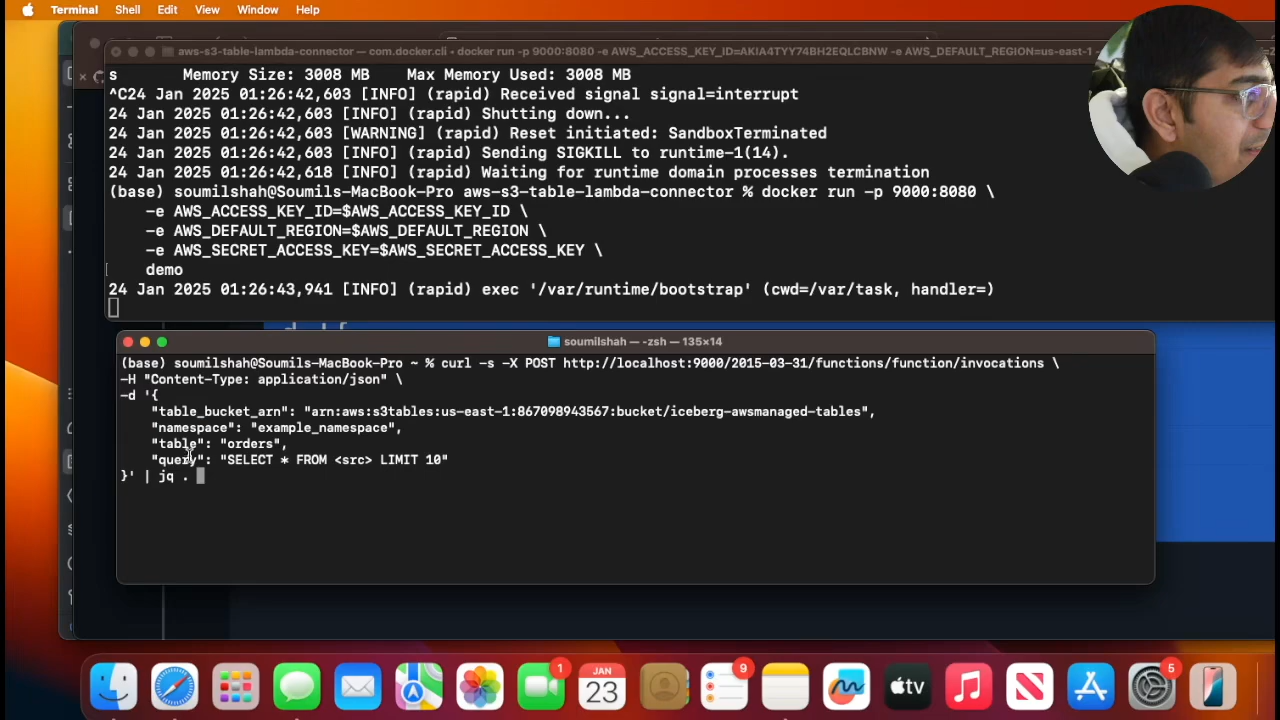 Terminal Shell Edit View Window Help
aws-s3-table-lambda-connector — com.docker.cli • docker run -p 9000:8080 -e AWS_ACCESS_KEY_ID=AKIA4TYY74BH2EQLCBNW -e AWS_DEFAULT_REGION=us-east-1
s        Memory Size: 3008 MB    Max Memory Used: 3008 MB
^C24 Jan 2025 01:26:42,603 [INFO] (rapid) Received signal signal=interrupt
24 Jan 2025 01:26:42,603 [INFO] (rapid) Shutting down...
24 Jan 2025 01:26:42,603 [WARNING] (rapid) Reset initiated: SandboxTerminated
24 Jan 2025 01:26:42,603 [INFO] (rapid) Sending SIGKILL to runtime-1(14).
24 Jan 2025 01:26:42,618 [INFO] (rapid) Waiting for runtime domain processes termination
(base) soumilshah@Soumils-MacBook-Pro aws-s3-table-lambda-connector % docker run -p 9000:8080 \
    -e AWS_ACCESS_KEY_ID=$AWS_ACCESS_KEY_ID \
    -e AWS_DEFAULT_REGION=$AWS_DEFAULT_REGION \
    -e AWS_SECRET_ACCESS_KEY=$AWS_SECRET_ACCESS_KEY \
    demo
24 Jan 2025 01:26:43,941 [INFO] (rapid) exec '/var/runtime/bootstrap' (cwd=/var/task, handler=)
soumilshah — -zsh — 135×14
(base) soumilshah@Soumils-MacBook-Pro ~ % curl -s -X POST http://localhost:9000/2015-03-31/functions/function/invocations \
-H "Content-Type: application/json" \
-d '{
    "table_bucket_arn": "arn:aws:s3tables:us-east-1:867098943567:bucket/iceberg-awsmanaged-tables",
    "namespace": "example_namespace",
    "table": "orders",
    "query": "SELECT * FROM <src> LIMIT 10"
}' | jq .
1
JAN
23
9
tv
5